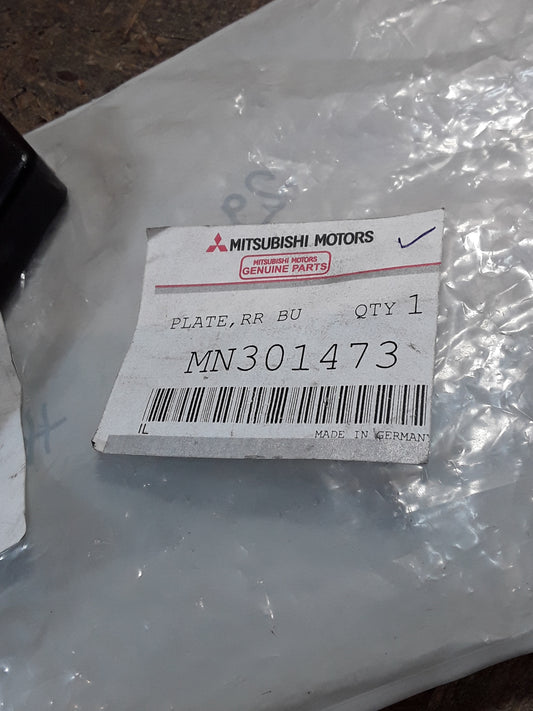 MITSUBISHI MOTORS
MITSUBISHI MOTORS
GENUINE PARTS
PLATE,RR BU QTY 1
MN301473
IL
MADE IN GERMANY